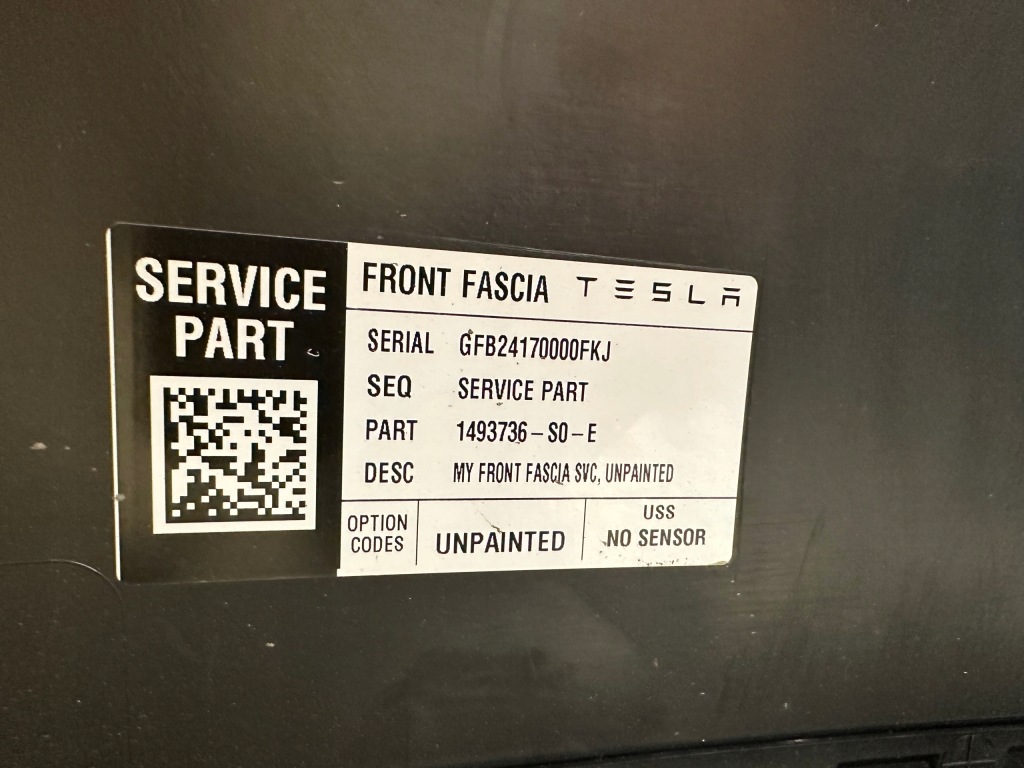 SERVICE
PART
FRONT FASCIA TESLA
SERIAL GFB24170000FKJ
SEQ SERVICE PART
PART 1493736-S0-E
DESC MY FRONT FASCIA SVC, UNPAINTED
OPTION
CODES
UNPAINTED
USS
NO SENSOR